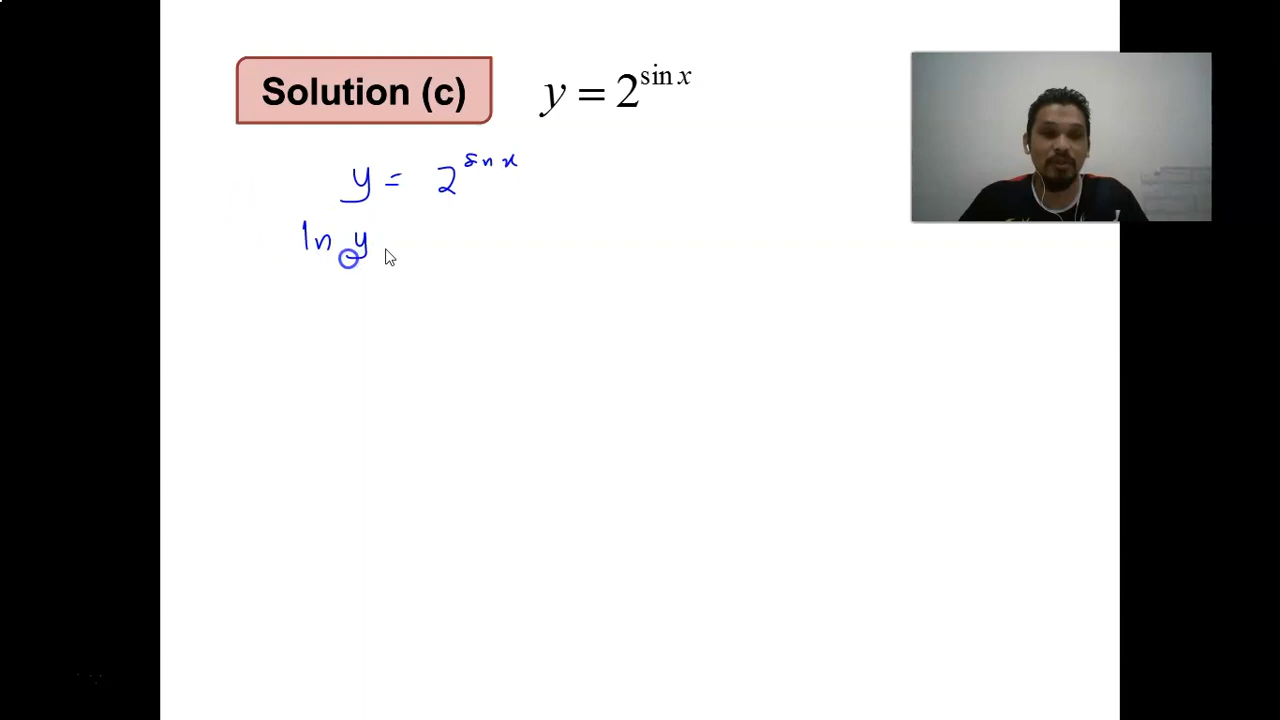 Solution (c) y = 2^{sin x}
y = 2^{sin x}
ln y